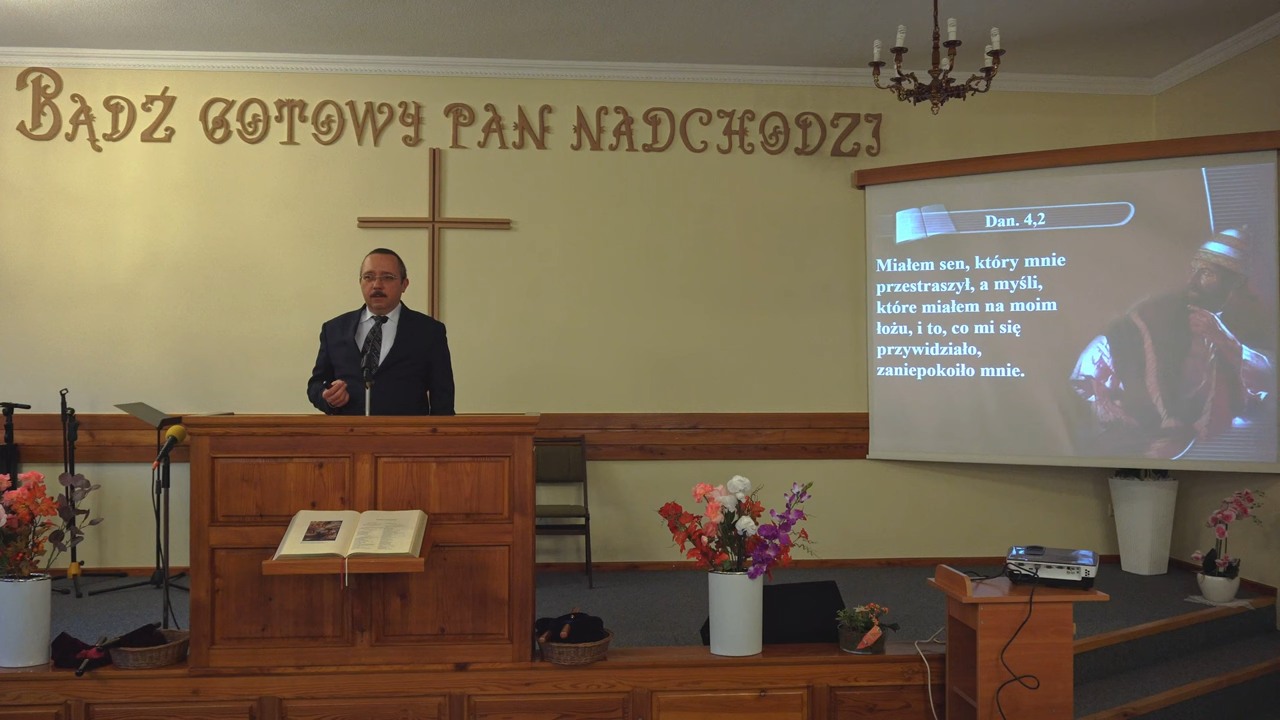 BĄDŹ GOTOWY PAN NADCHODZI
Dan. 4,2
Miałem sen, który mnie
przestraszył, a myśli,
które miałem na moim
łożu, i to, co mi się
przywidziało,
zaniepokoiło mnie.